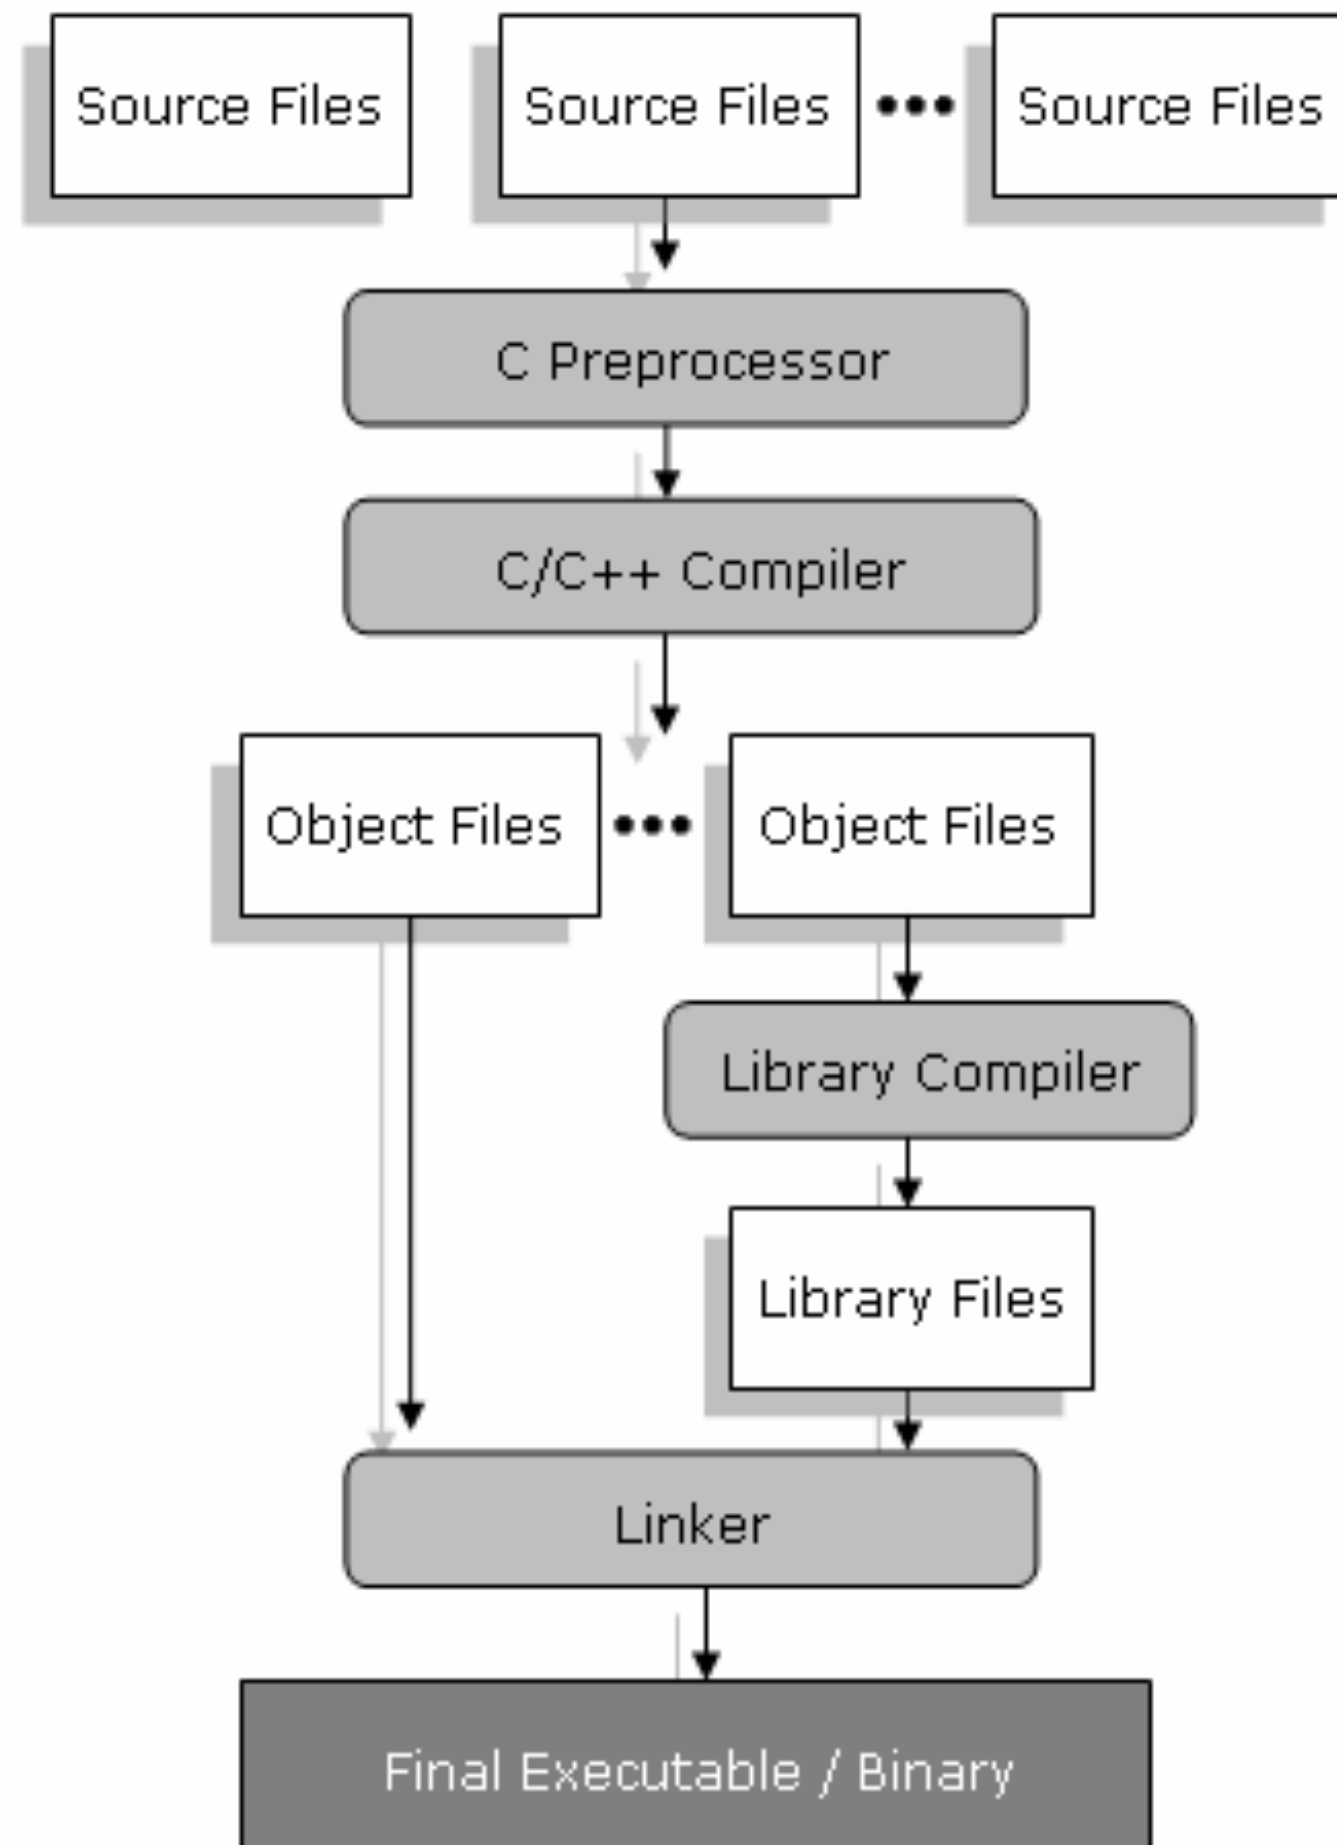 Source Files
Source Files
Source Files
C Preprocessor
C/C++ Compiler
Object Files
Object Files
Library Compiler
Library Files
Linker
Final Executable / Binary